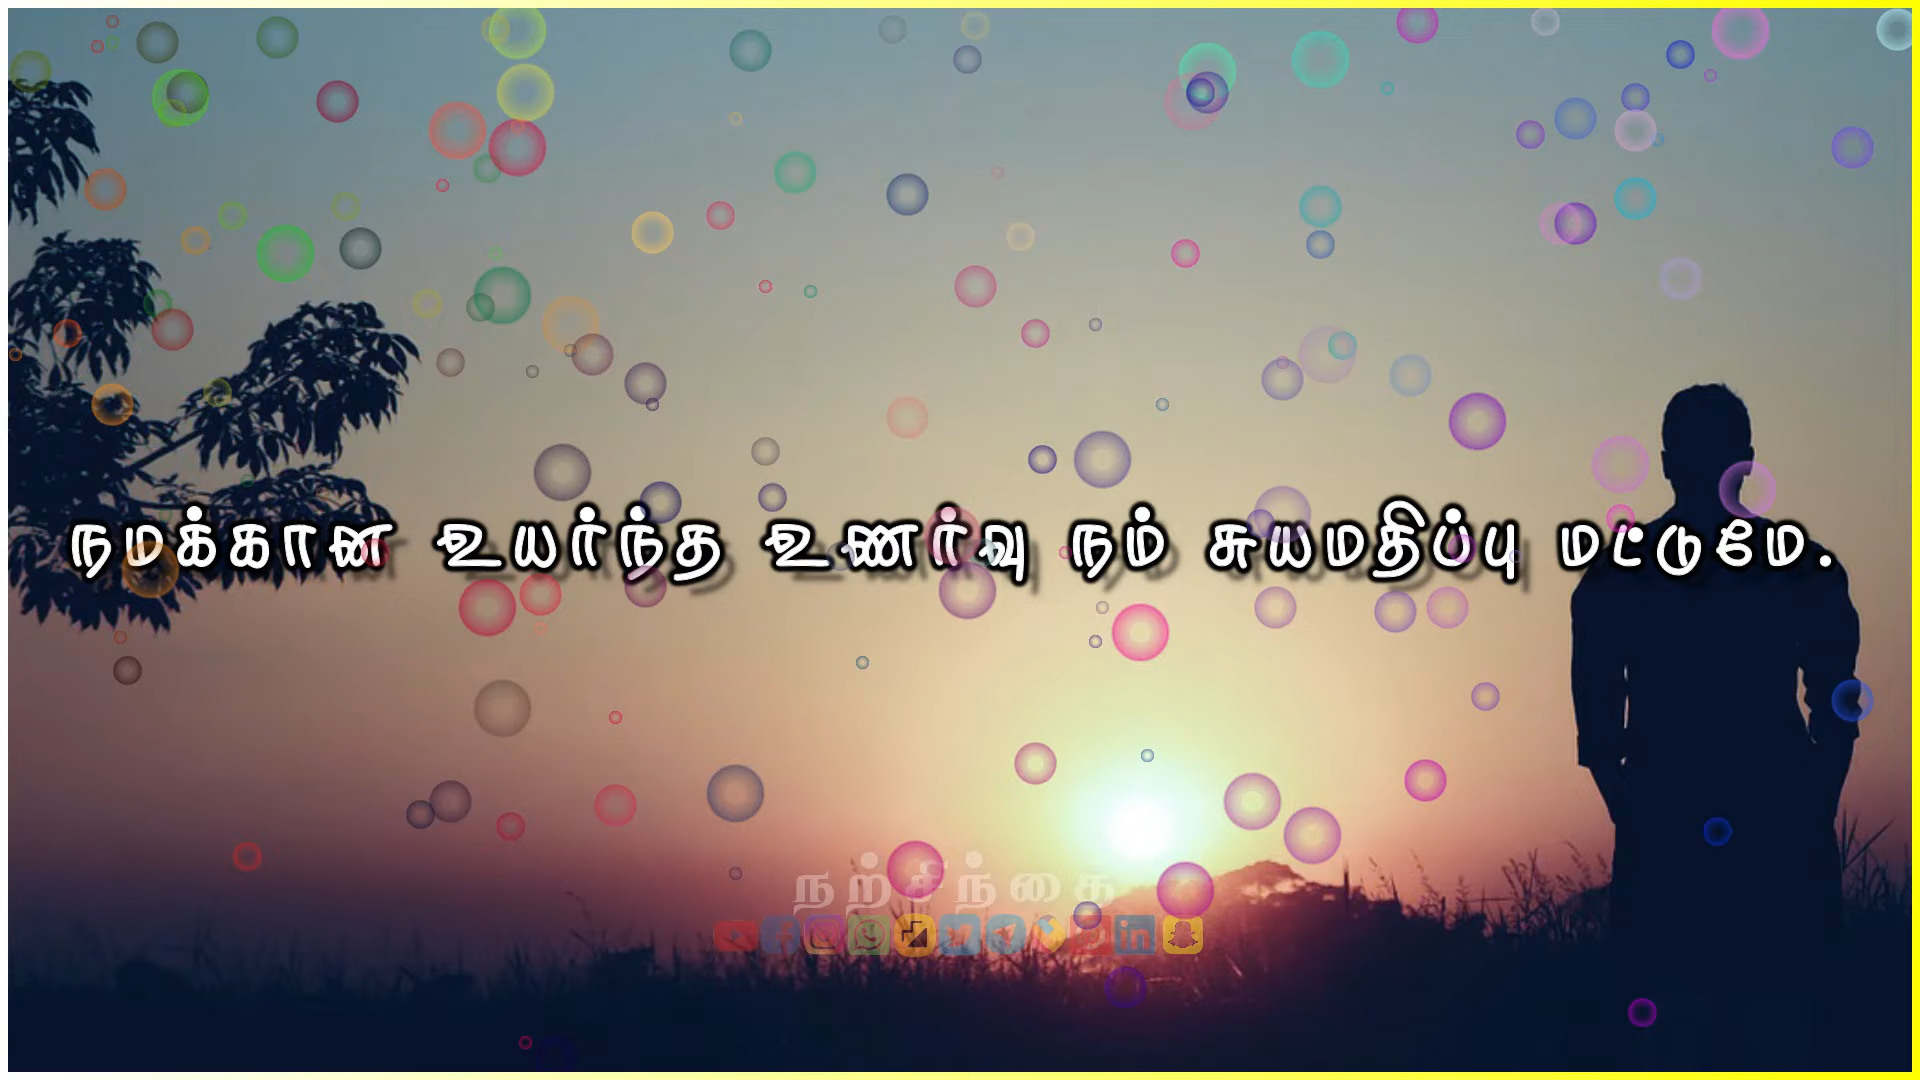 நமக்கான உயர்ந்த உணர்வு நம் சுயமதிப்பு மட்டுமே.
நற்சிந்தை